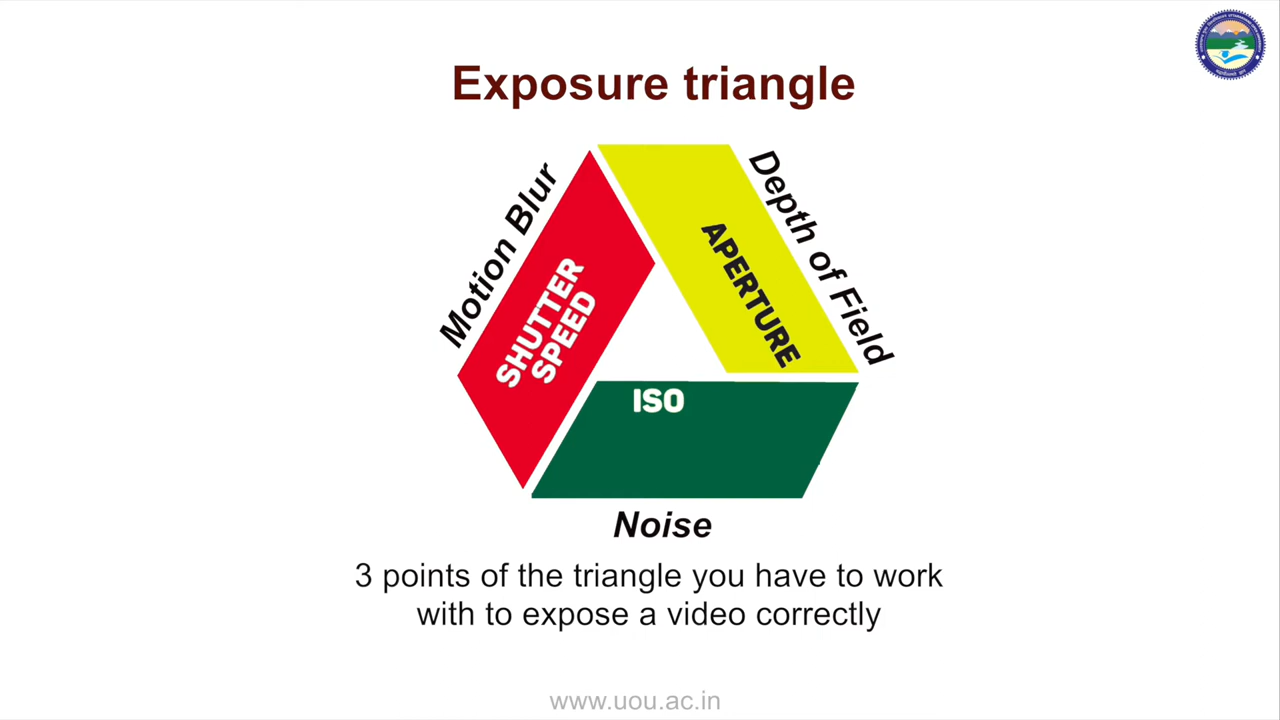 Exposure triangle
Motion Blur
SHUTTER
SPEED
APERTURE
Depth of Field
ISO
Noise
3 points of the triangle you have to work
with to expose a video correctly
www.uou.ac.in